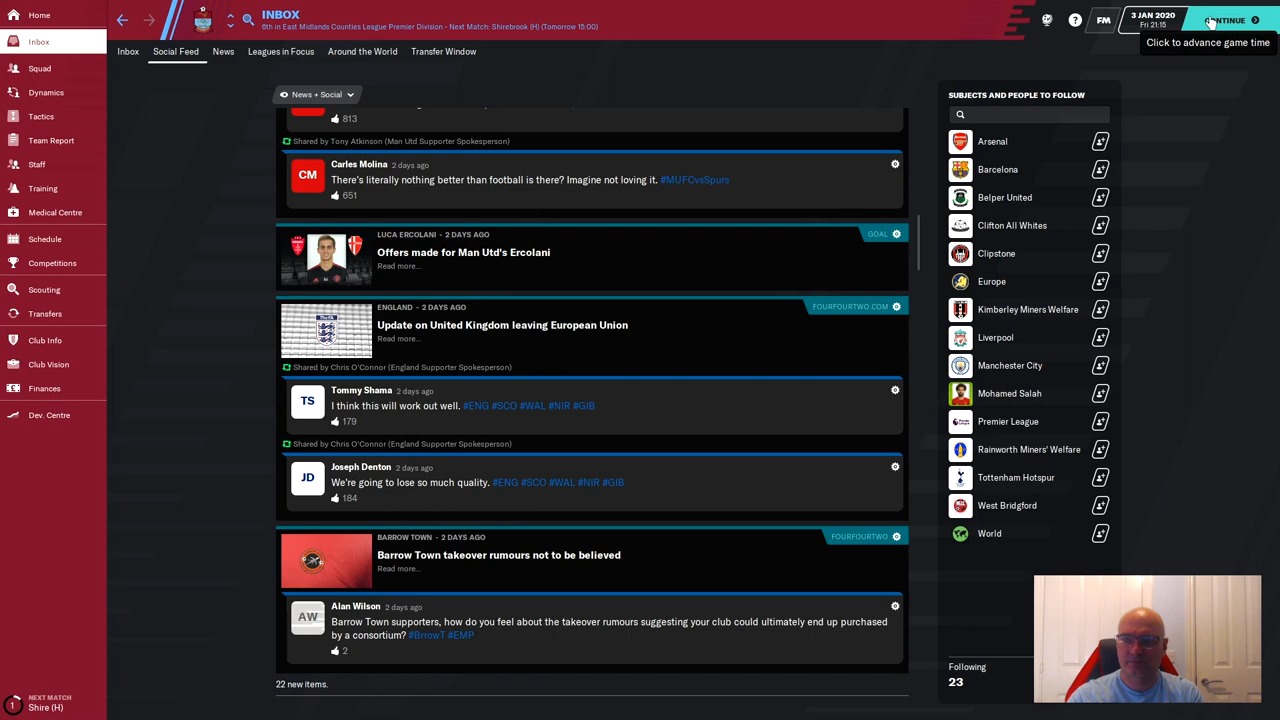 Home
INBOX
6th in East Midlands Counties League Premier Division - Next Match: Shirebrook (H) (Tomorrow 15:00)
FM
3 JAN 2020
Fri 21:15
CONTINUE
Click to advance game time
Inbox
Squad
Dynamics
Tactics
Team Report
Staff
Training
Medical Centre
Schedule
Competitions
Scouting
Transfers
Club Info
Club Vision
Finances
Dev. Centre
1
NEXT MATCH
Shire (H)
Inbox
Social Feed
News
Leagues in Focus
Around the World
Transfer Window
News + Social
813
Shared by Tony Atkinson (Man Utd Supporter Spokesperson)
CM
Carles Molina 2 days ago
There's literally nothing better than football is there? Imagine not loving it. #MUFCvsSpurs
651
LUCA ERCOLANI - 2 DAYS AGO
GOAL
Offers made for Man Utd's Ercolani
Read more...
ENGLAND - 2 DAYS AGO
FOURFOURTWO.COM
Update on United Kingdom leaving European Union
Read more...
Shared by Chris O'Connor (England Supporter Spokesperson)
TS
Tommy Shama 2 days ago
I think this will work out well. #ENG #SCO #WAL #NIR #GIB
179
Shared by Chris O'Connor (England Supporter Spokesperson)
JD
Joseph Denton 2 days ago
We're going to lose so much quality. #ENG #SCO #WAL #NIR #GIB
184
BARROW TOWN - 2 DAYS AGO
FOURFOURTWO
Barrow Town takeover rumours not to be believed
Read more...
AW
Alan Wilson 2 days ago
Barrow Town supporters, how do you feel about the takeover rumours suggesting your club could ultimately end up purchased
by a consortium? #BrrowT #EMP
2
22 new items.
SUBJECTS AND PEOPLE TO FOLLOW
Arsenal
Barcelona
Belper United
Clifton All Whites
Clipstone
Europe
Kimberley Miners Welfare
Liverpool
Manchester City
Mohamed Salah
Premier League
Rainworth Miners' Welfare
Tottenham Hotspur
West Bridgford
World
Following
23